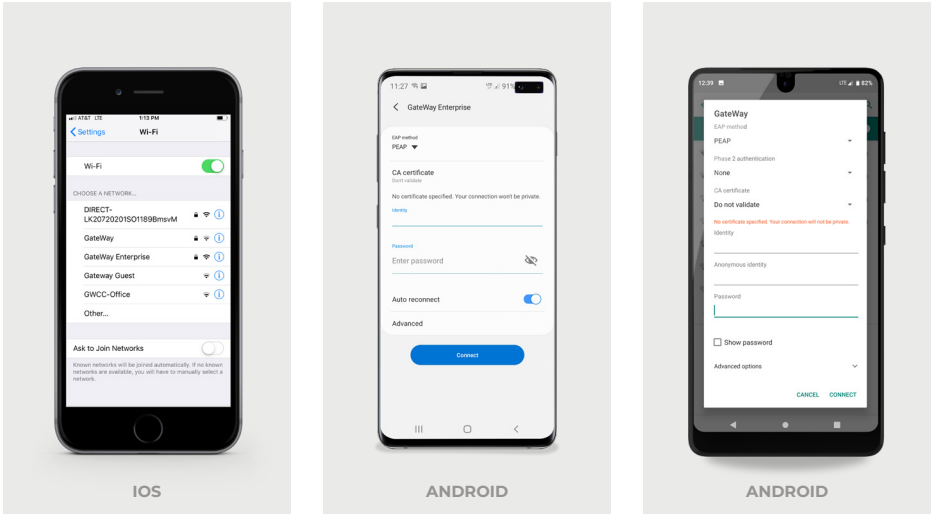 AT&T LTE 1:13 PM
Settings Wi-Fi
Wi-Fi
CHOOSE A NETWORK...
DIRECT-
LK20720201SO1189BmsvM
GateWay
GateWay Enterprise
Gateway Guest
GWCC-Office
Other...
Ask to Join Networks
Known networks will be joined automatically. If no known
networks are available, you will have to manually select a
network.
IOS
11:27 91%
GateWay Enterprise
EAP method
PEAP
CA certificate
Don't validate
No certificate specified. Your connection won't be private.
Identity
Password
Enter password
Auto reconnect
Advanced
Connect
ANDROID
12:39 LTE 82%
GateWay
EAP method
PEAP
Phase 2 authentication
None
CA certificate
Do not validate
No certificate specified. Your connection will not be private.
Identity
Anonymous identity
Password
Show password
Advanced options
CANCEL CONNECT
ANDROID